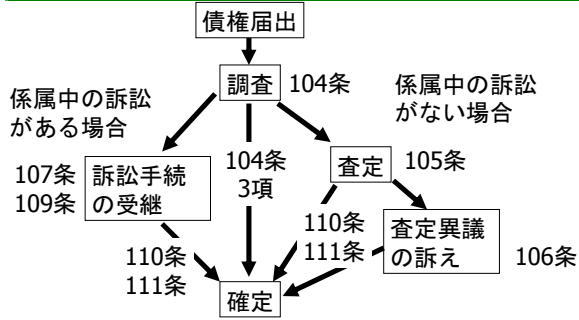 債権届出
調査 104条
係属中の訴訟
がある場合
係属中の訴訟
がない場合
107条
109条
訴訟手続
の受継
104条
3項
査定 105条
110条
111条
110条
111条
査定異議
の訴え
106条
確定